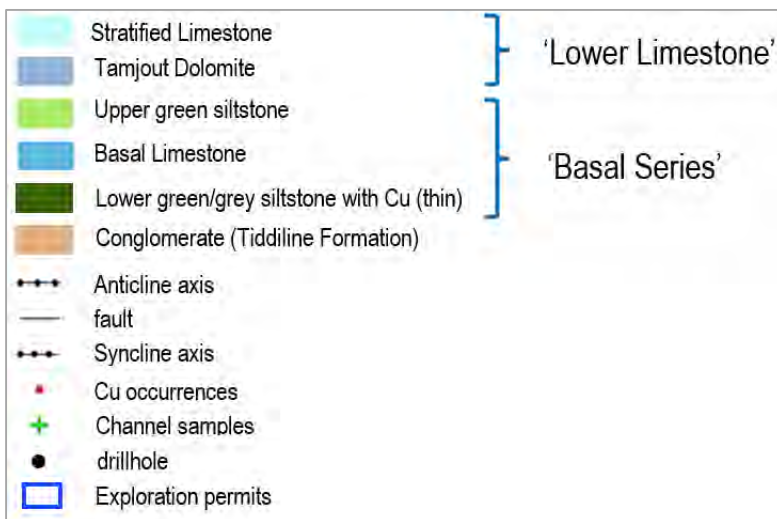 Stratified Limestone
Tamjout Dolomite
'Lower Limestone'
Upper green siltstone
Basal Limestone
Lower green/grey siltstone with Cu (thin)
'Basal Series'
Conglomerate (Tiddiline Formation)
Anticline axis
fault
Syncline axis
Cu occurrences
Channel samples
drillhole
Exploration permits